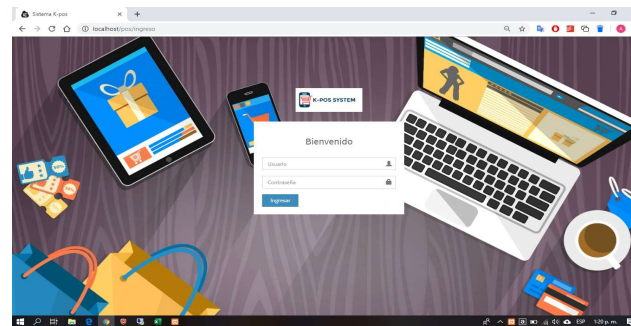 Sistema K-pos
localhost/pos/ingreso
K-POS SYSTEM
Bienvenido
Usuario
Contraseña
Ingresar
ESP 1:20 p. m.